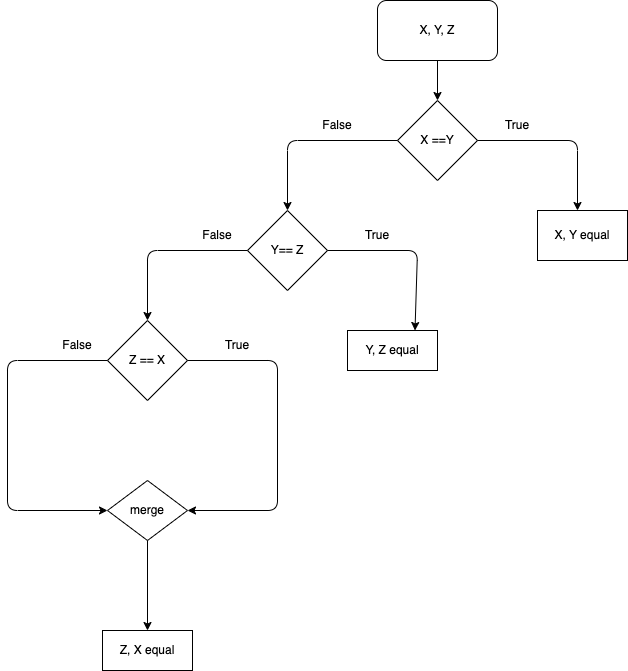 X, Y, Z
False
X ==Y
True
X, Y equal
False
Y== Z
True
Y, Z equal
False
Z == X
True
merge
Z, X equal